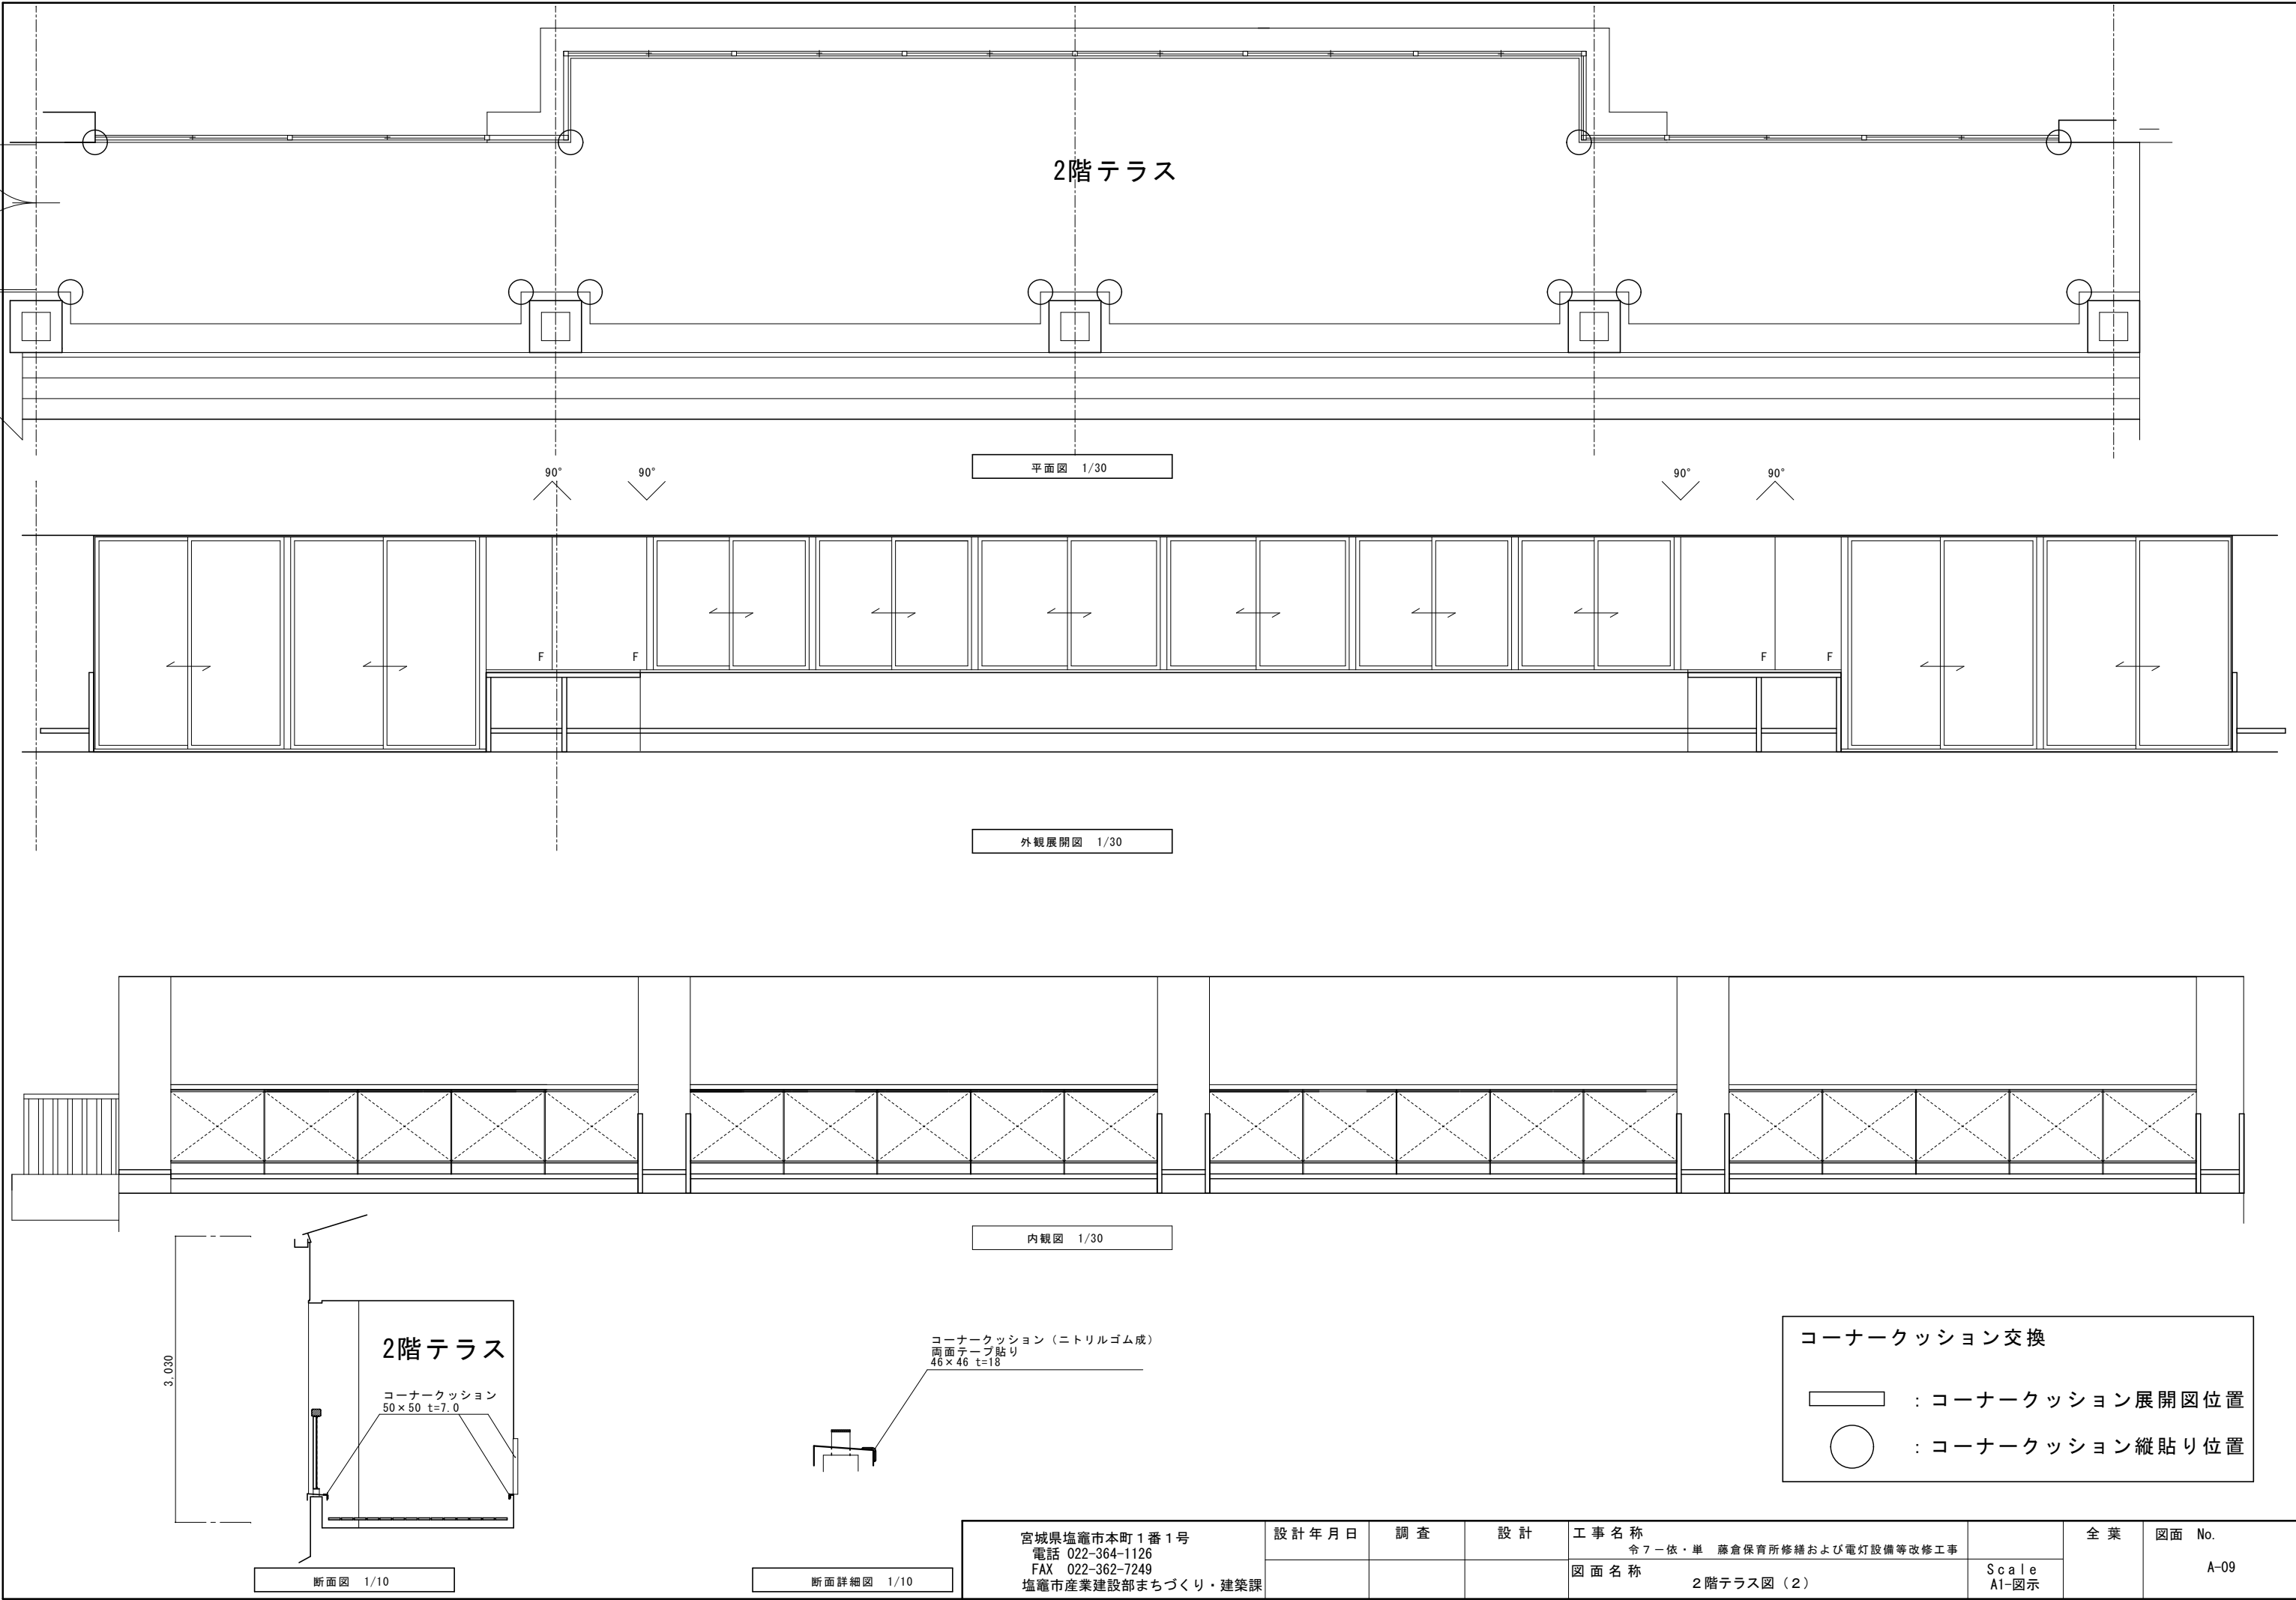 2階テラス
平面図 1/30
90°
90°
90°
90°
F
F
F
F
外観展開図 1/30
内観図 1/30
3.030
2階テラス
コーナークッション
50×50 t=7.0
断面図 1/10
コーナークッション（ニトリルゴム成）
両面テープ貼り
46×46 t=18
断面詳細図 1/10
コーナークッション交換
：コーナークッション展開図位置
：コーナークッション縦貼り位置
宮城県塩竈市本町１番１号
電話 022-364-1126
FAX 022-362-7249
塩竈市産業建設部まちづくり・建築課
設計年月日
調査
設計
工事名称
令７－依・単 藤倉保育所修繕および電灯設備等改修工事
図面名称
２階テラス図（２）
Scale
A1-図示
全葉
図面 No.
A-09